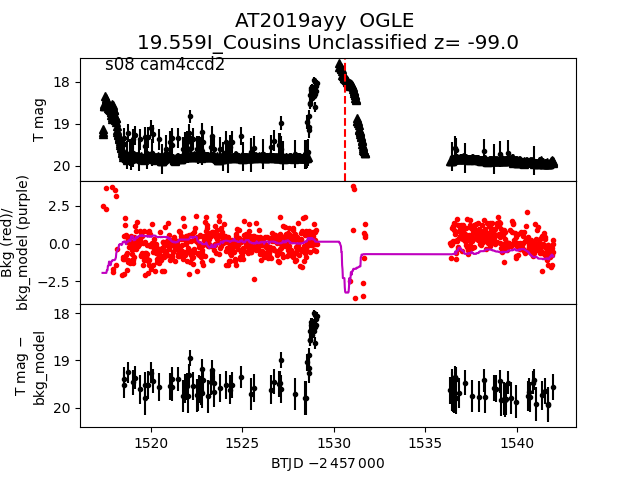 AT2019ayy  OGLE
19.559I_Cousins Unclassified z= -99.0
s08 cam4ccd2
T mag
18
19
20
Bkg (red)/
bkg_model (purple)
2.5
0.0
−2.5
T mag −
bkg_model
18
19
20
1520
1525
1530
1535
1540
BTJD −2 457 000